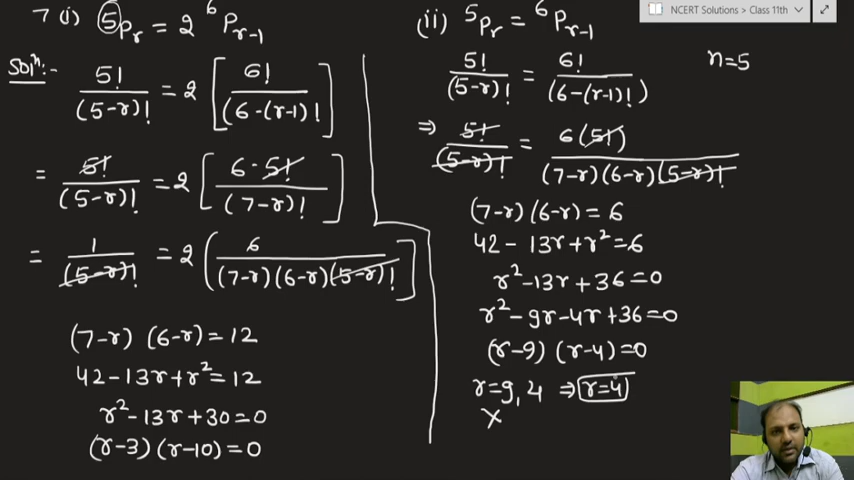 7 (i) ⁵Pᵣ = 2 ⁶Pᵣ₋₁
Solⁿ:-
5!/(5-r)! = 2 [6!/(6-(r-1)!)]
= 5!/(5-r)! = 2 [6·5!/(7-r)!]
= 1/(5-r)! = 2 (6/(7-r)(6-r)(5-r)!]
(7-r) (6-r) = 12
42-13r+r² = 12
r²-13r+30=0
(r-3) (r-10)=0
(ii) ⁵Pᵣ = ⁶Pᵣ₋₁
5!/(5-r)! = 6!/(6-(r-1)!)
n=5
⇒ 5!/(5-r)! = 6(5!)/(7-r)(6-r)(5-r)!
(7-r)(6-r)=6
42-13r+r²=6
r²-13r+36=0
r²-9r-4r+36=0
(r-9) (r-4)=0
r=9, 4 ⇒ r=4
×
NCERT Solutions > Class 11th